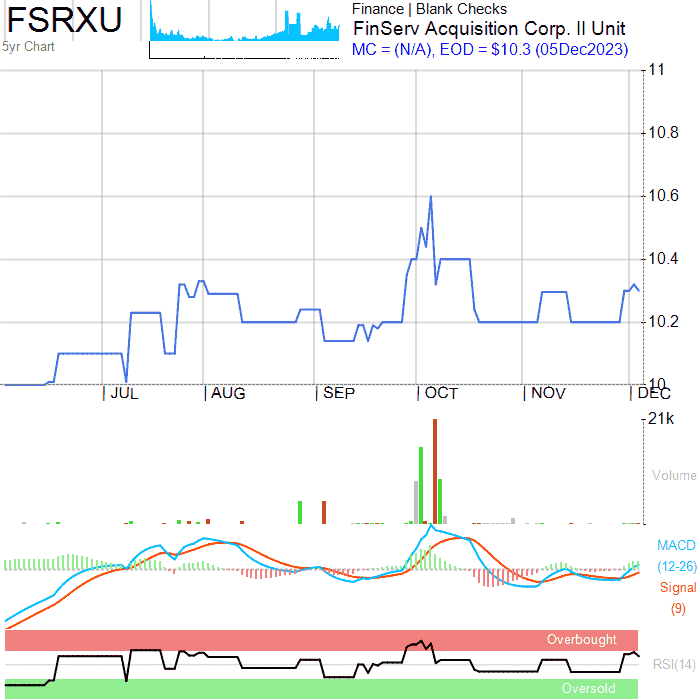 FSRXU
5yr Chart
Finance | Blank Checks
FinServ Acquisition Corp. II Unit
MC = (N/A), EOD = $10.3 (05Dec2023)
11
10.8
10.6
10.4
10.2
10
JUL
AUG
SEP
OCT
NOV
DEC
21k
Volume
MACD
(12-26)
Signal
(9)
Overbought
RSI(14)
Oversold